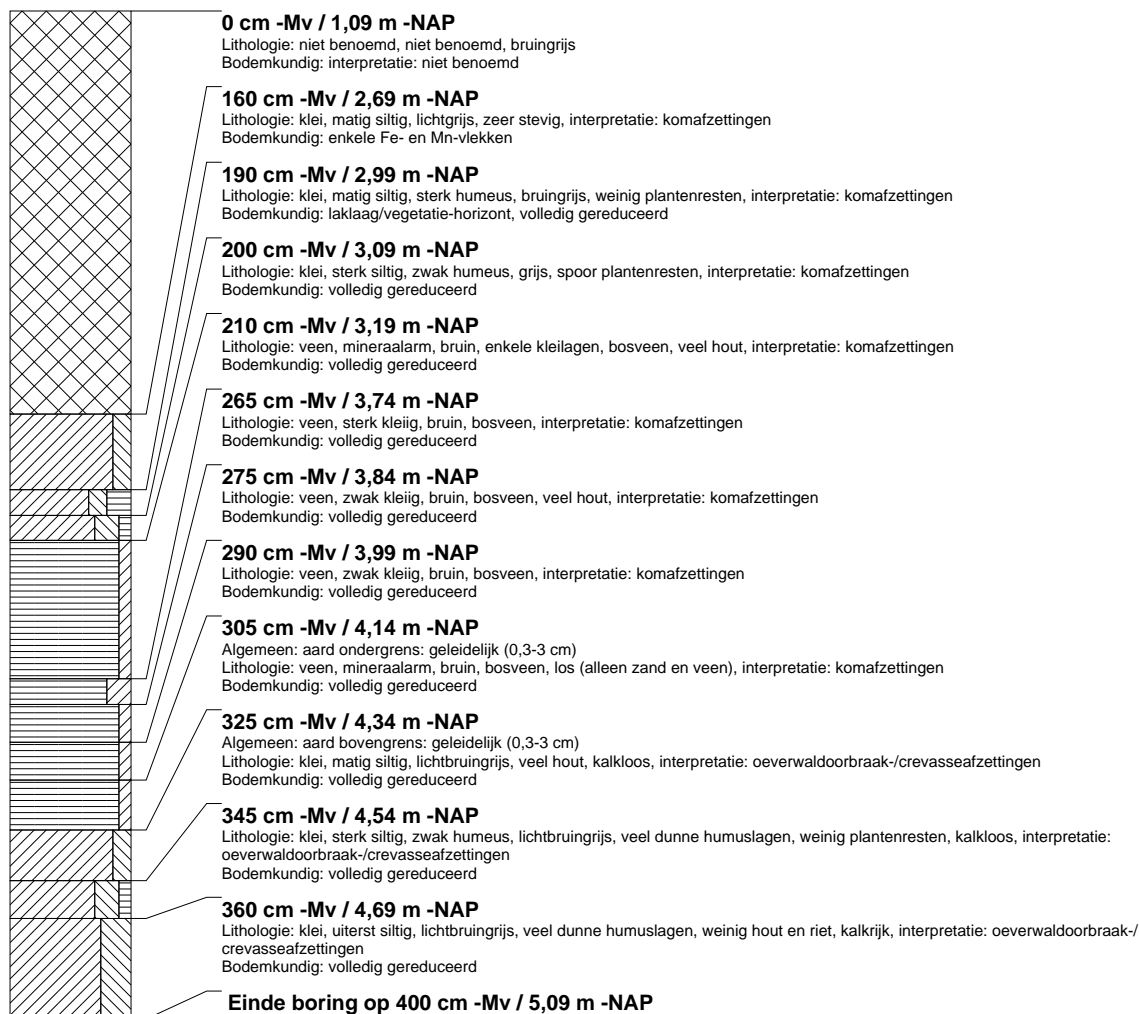 0 cm -Mv / 1,09 m -NAP
Lithologie: niet benoemd, niet benoemd, bruingrijs
Bodemkundig: interpretatie: niet benoemd
160 cm -Mv / 2,69 m -NAP
Lithologie: klei, matig siltig, lichtgrijs, zeer stevig, interpretatie: komafzettingen
Bodemkundig: enkele Fe- en Mn-vlekken
190 cm -Mv / 2,99 m -NAP
Lithologie: klei, matig siltig, sterk humeus, bruingrijs, weinig plantenresten, interpretatie: komafzettingen
Bodemkundig: laklaag/vegetatie-horizont, volledig gereduceerd
200 cm -Mv / 3,09 m -NAP
Lithologie: klei, sterk siltig, zwak humeus, grijs, spoor plantenresten, interpretatie: komafzettingen
Bodemkundig: volledig gereduceerd
210 cm -Mv / 3,19 m -NAP
Lithologie: veen, mineraalarm, bruin, enkele kleilagen, bosveen, veel hout, interpretatie: komafzettingen
Bodemkundig: volledig gereduceerd
265 cm -Mv / 3,74 m -NAP
Lithologie: veen, sterk kleiig, bruin, bosveen, interpretatie: komafzettingen
Bodemkundig: volledig gereduceerd
275 cm -Mv / 3,84 m -NAP
Lithologie: veen, zwak kleiig, bruin, bosveen, veel hout, interpretatie: komafzettingen
Bodemkundig: volledig gereduceerd
290 cm -Mv / 3,99 m -NAP
Lithologie: veen, zwak kleiig, bruin, bosveen, interpretatie: komafzettingen
Bodemkundig: volledig gereduceerd
305 cm -Mv / 4,14 m -NAP
Algemeen: aard ondergrens: geleidelijk (0,3-3 cm)
Lithologie: veen, mineraalarm, bruin, bosveen, los (alleen zand en veen), interpretatie: komafzettingen
Bodemkundig: volledig gereduceerd
325 cm -Mv / 4,34 m -NAP
Algemeen: aard bovengrens: geleidelijk (0,3-3 cm)
Lithologie: klei, matig siltig, lichtbruingrijs, veel hout, kalkloos, interpretatie: oeverwaldoorbraak-/crevasseafzettingen
Bodemkundig: volledig gereduceerd
345 cm -Mv / 4,54 m -NAP
Lithologie: klei, sterk siltig, zwak humeus, lichtbruingrijs, veel dunne humuslagen, weinig plantenresten, kalkloos, interpretatie:
oeverwaldoorbraak-/crevasseafzettingen
Bodemkundig: volledig gereduceerd
360 cm -Mv / 4,69 m -NAP
Lithologie: klei, uiterst siltig, lichtbruingrijs, veel dunne humuslagen, weinig hout en riet, kalkrijk, interpretatie: oeverwaldoorbraak-/
crevasseafzettingen
Bodemkundig: volledig gereduceerd
Einde boring op 400 cm -Mv / 5,09 m -NAP